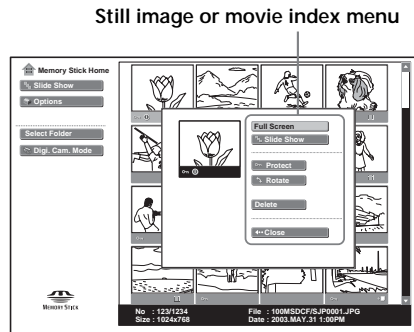 Still image or movie index menu
Memory Stick Home
Slide Show
Options
Select Folder
Digi. Cam. Mode
Full Screen
Slide Show
Protect
Rotate
Delete
Close
MEMORY STICK
No : 123/1234
Size : 1024x768
File : 100MSDCF/SJP0001.JPG
Date : 2003.MAY.31 1:00PM